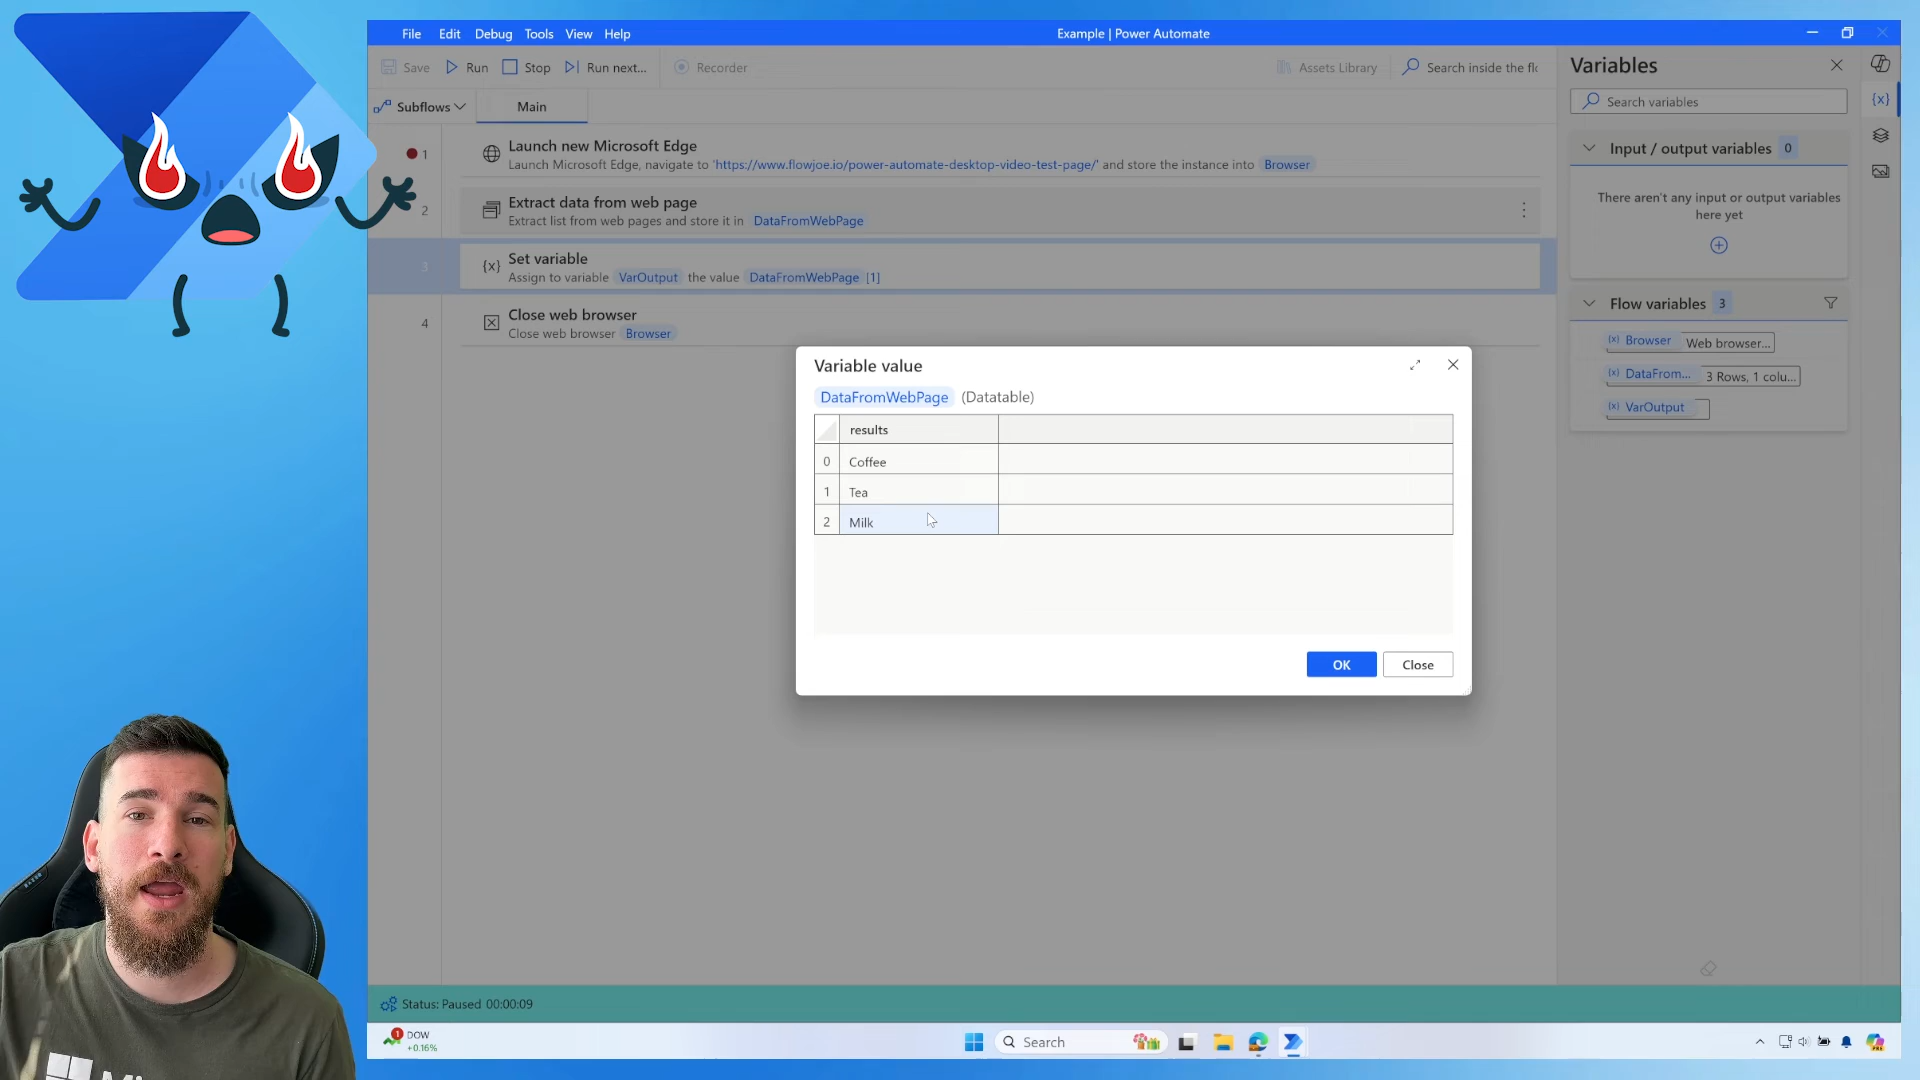 File Edit Debug Tools View Help
Example | Power Automate
Save Run Stop Run next... Recorder
Assets Library Search inside the flo
Subflows Main
1 Launch new Microsoft Edge
Launch Microsoft Edge, navigate to 'https://www.flowjoe.io/power-automate-desktop-video-test-page/' and store the instance into Browser
2 Extract data from web page
Extract list from web pages and store it in DataFromWebPage
3 Set variable
Assign to variable VarOutput the value DataFromWebPage [1]
4 Close web browser
Close web browser Browser
Variables
Search variables
Input / output variables 0
There aren't any input or output variables
here yet
Flow variables 3
(x) Browser Web browser...
(x) DataFrom... 3 Rows, 1 colu...
(x) VarOutput
Variable value
DataFromWebPage (Datatable)
results
0 Coffee
1 Tea
2 Milk
OK Close
Status: Paused 00:00:09
1 DOW
+0.16%
Search